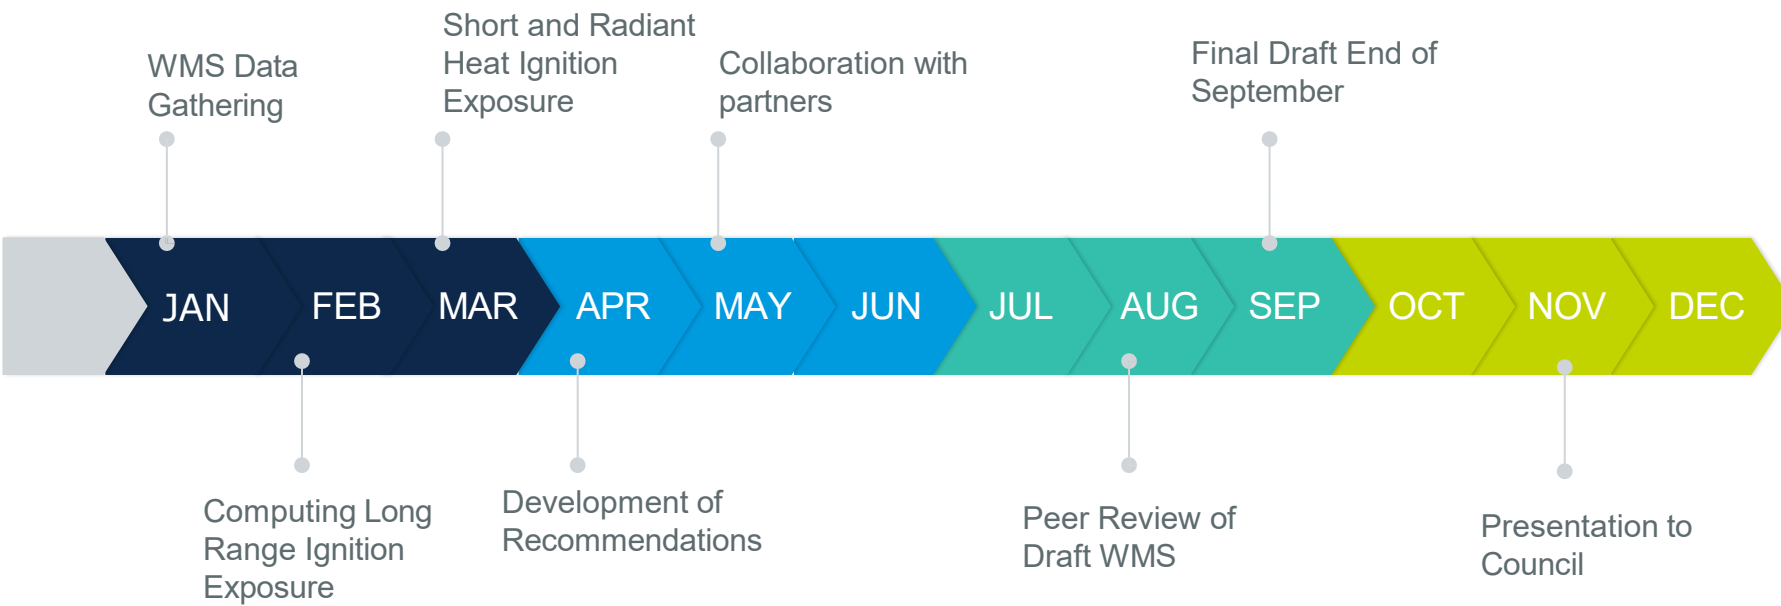 WMS Data
Gathering
Short and Radiant
Heat Ignition
Exposure
Collaboration with
partners
Final Draft End of
September
JAN
FEB
MAR
APR
MAY
JUN
JUL
AUG
SEP
OCT
NOV
DEC
Computing Long
Range Ignition
Exposure
Development of
Recommendations
Peer Review of
Draft WMS
Presentation to
Council